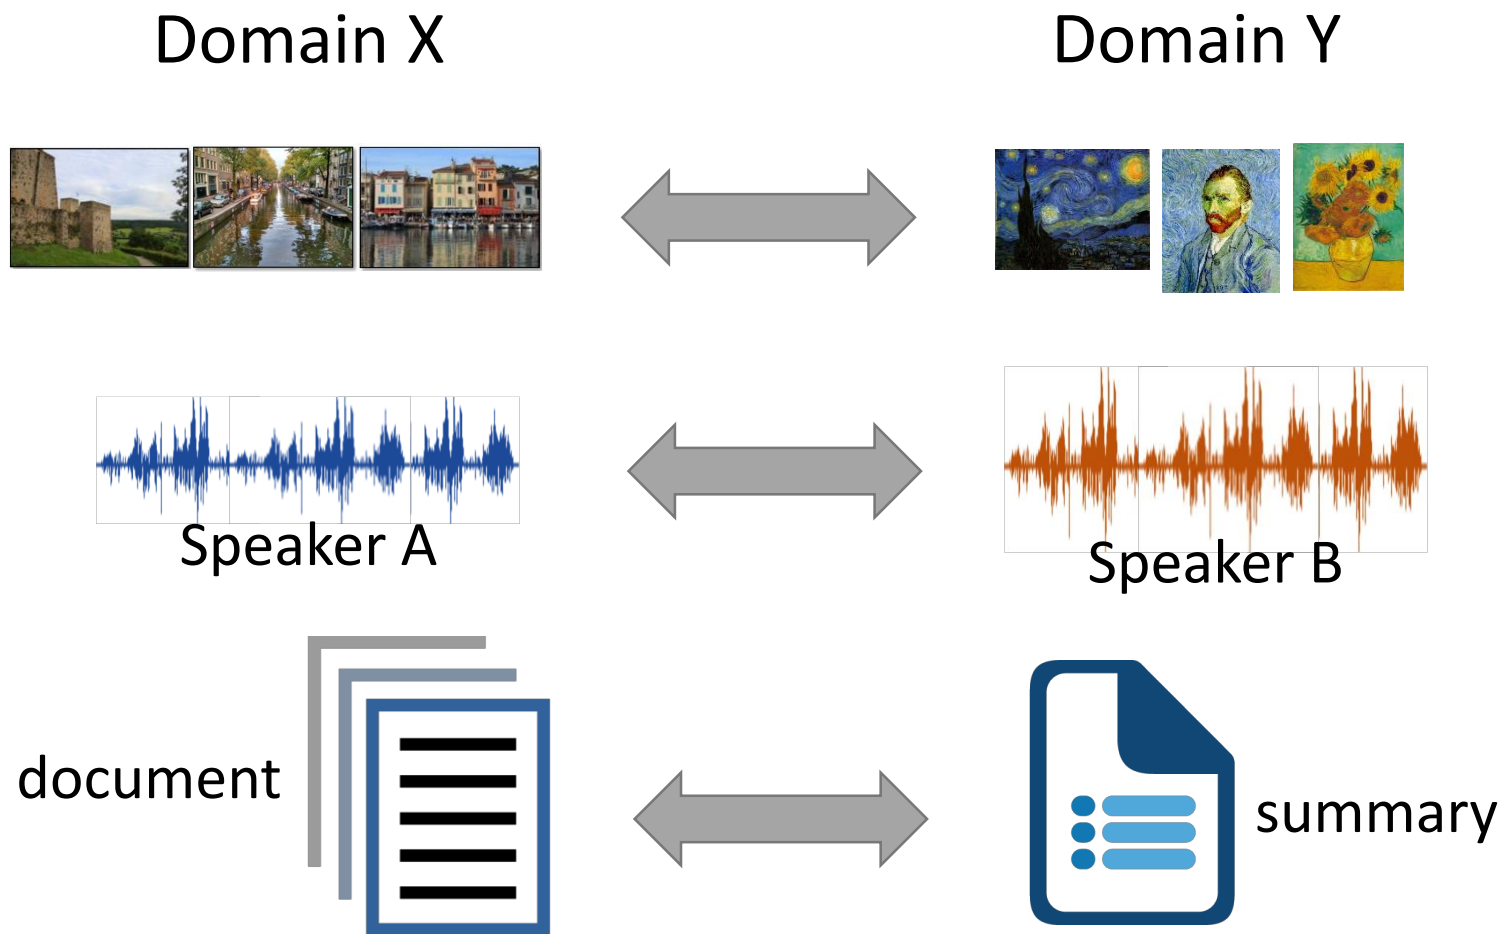 Domain X
Domain Y
Speaker A
Speaker B
document
summary